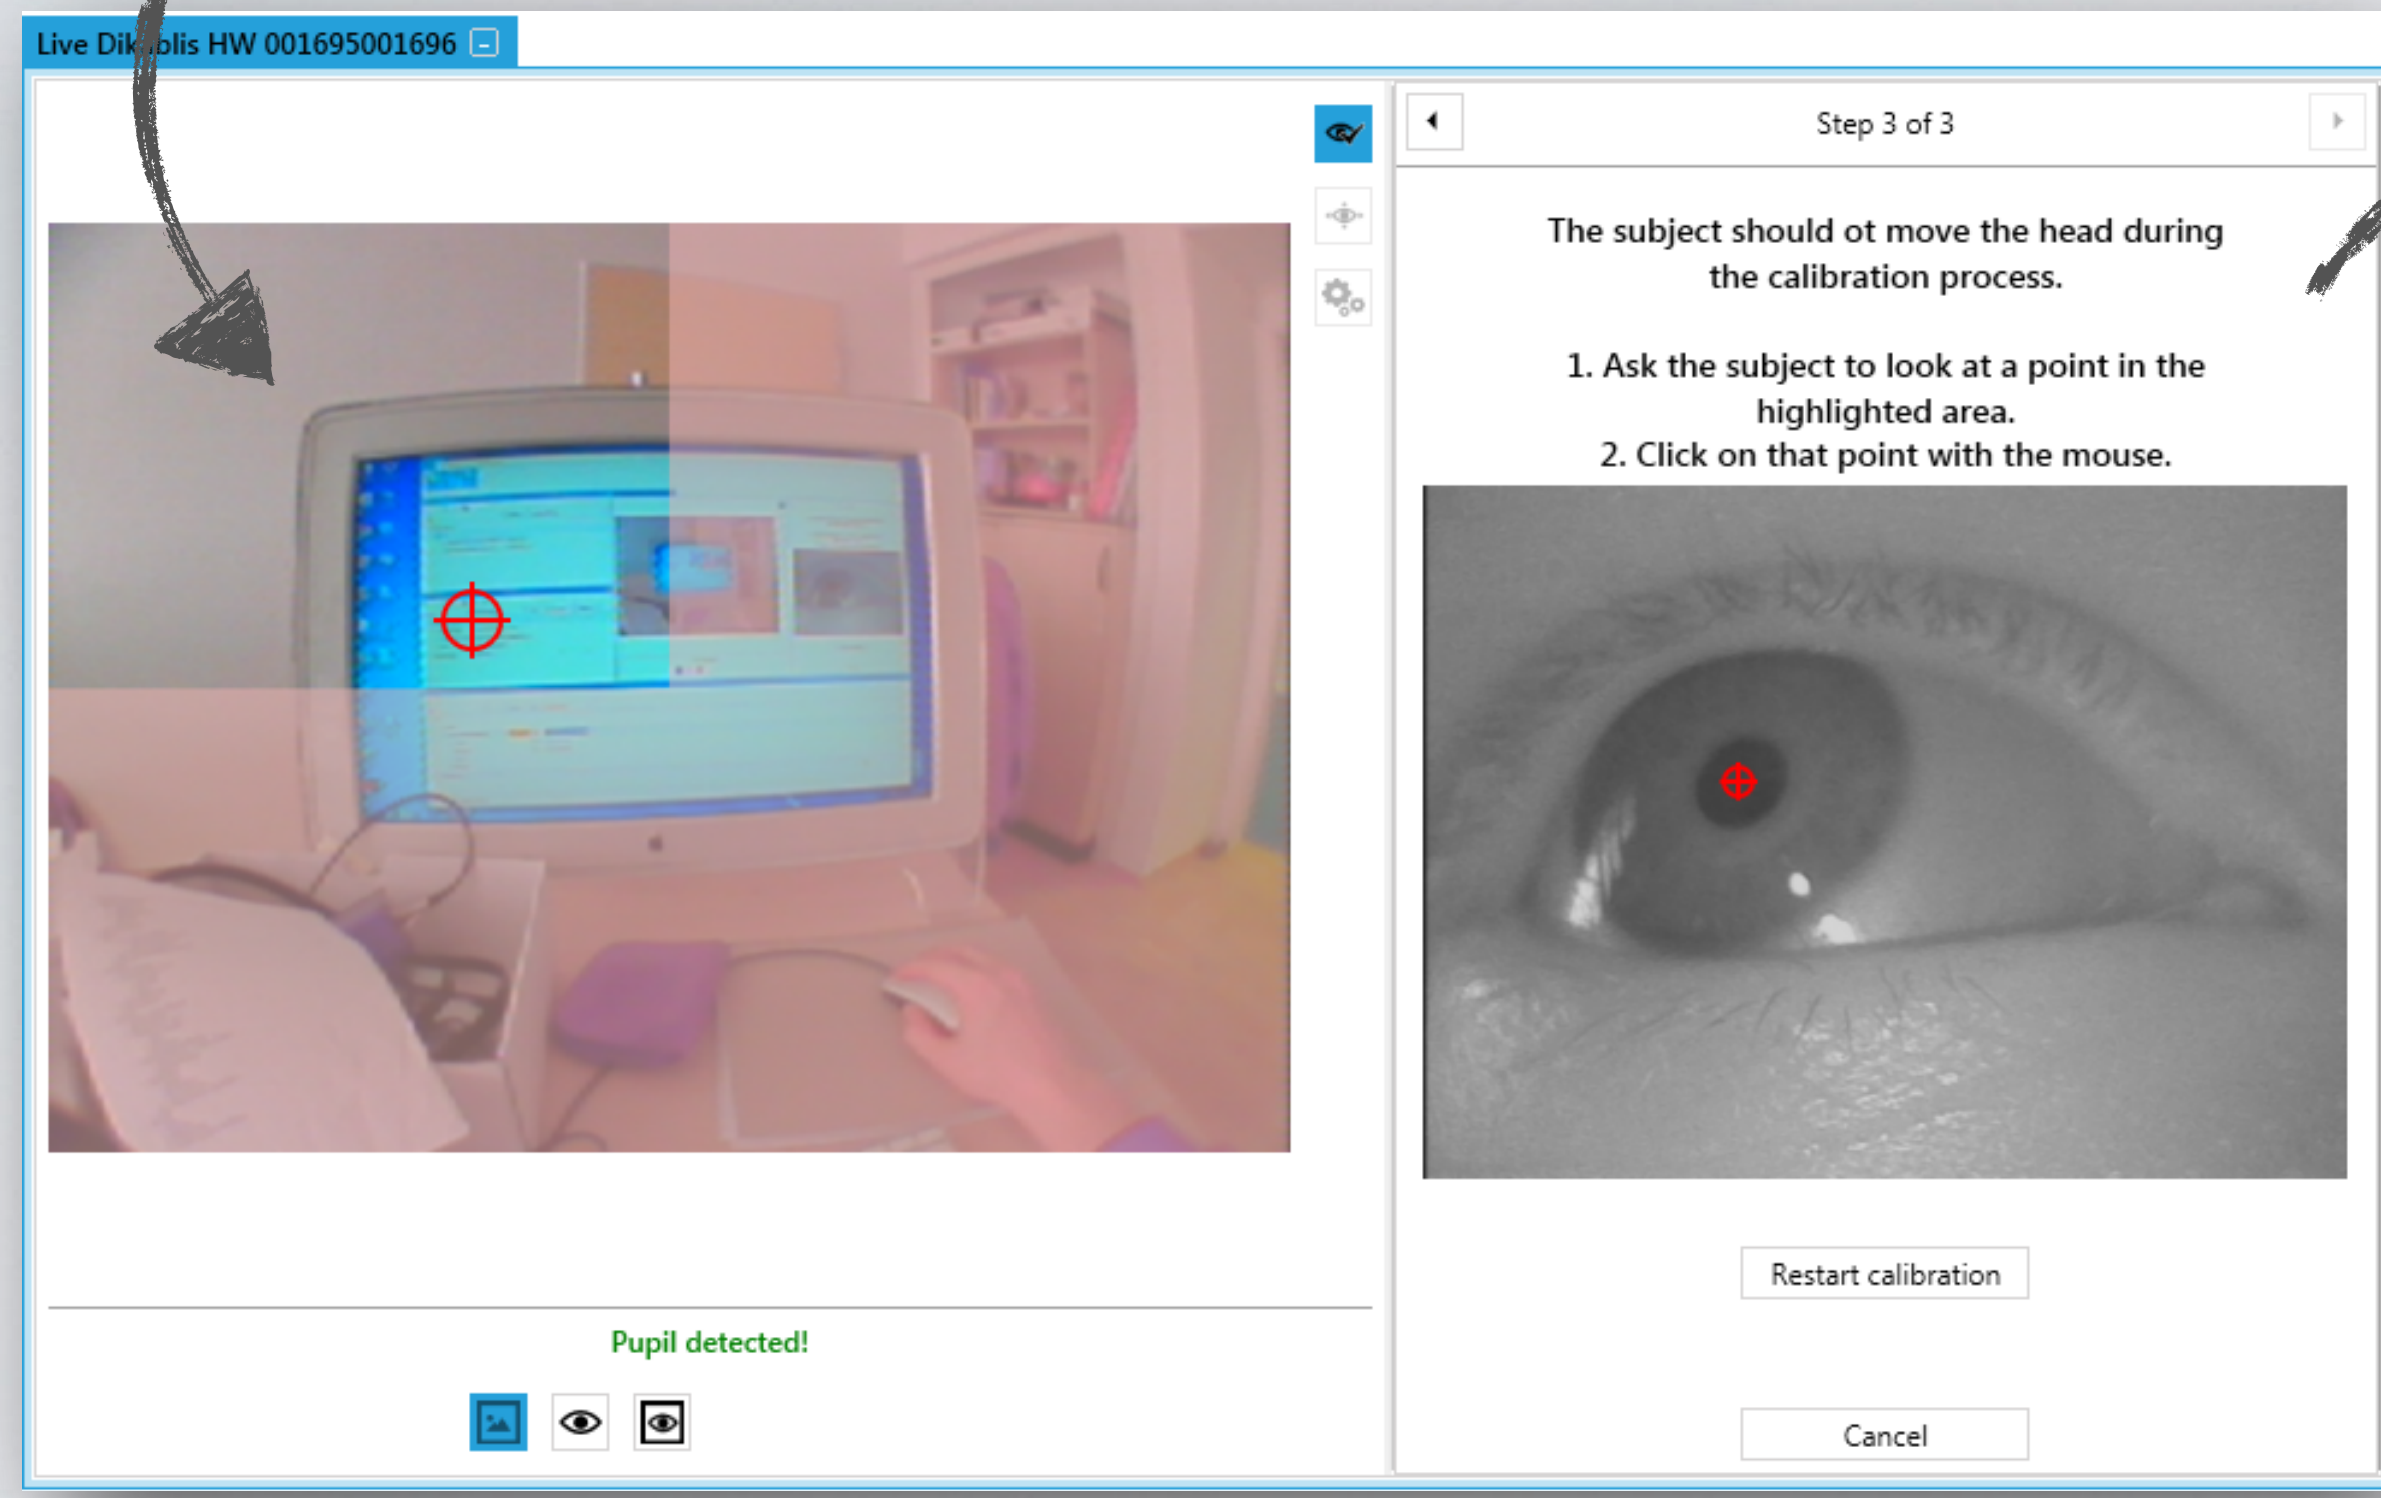 Live Dikablis HW 001695001696
Step 3 of 3
The subject should ot move the head during
the calibration process.
1. Ask the subject to look at a point in the
highlighted area.
2. Click on that point with the mouse.
Pupil detected!
Restart calibration
Cancel